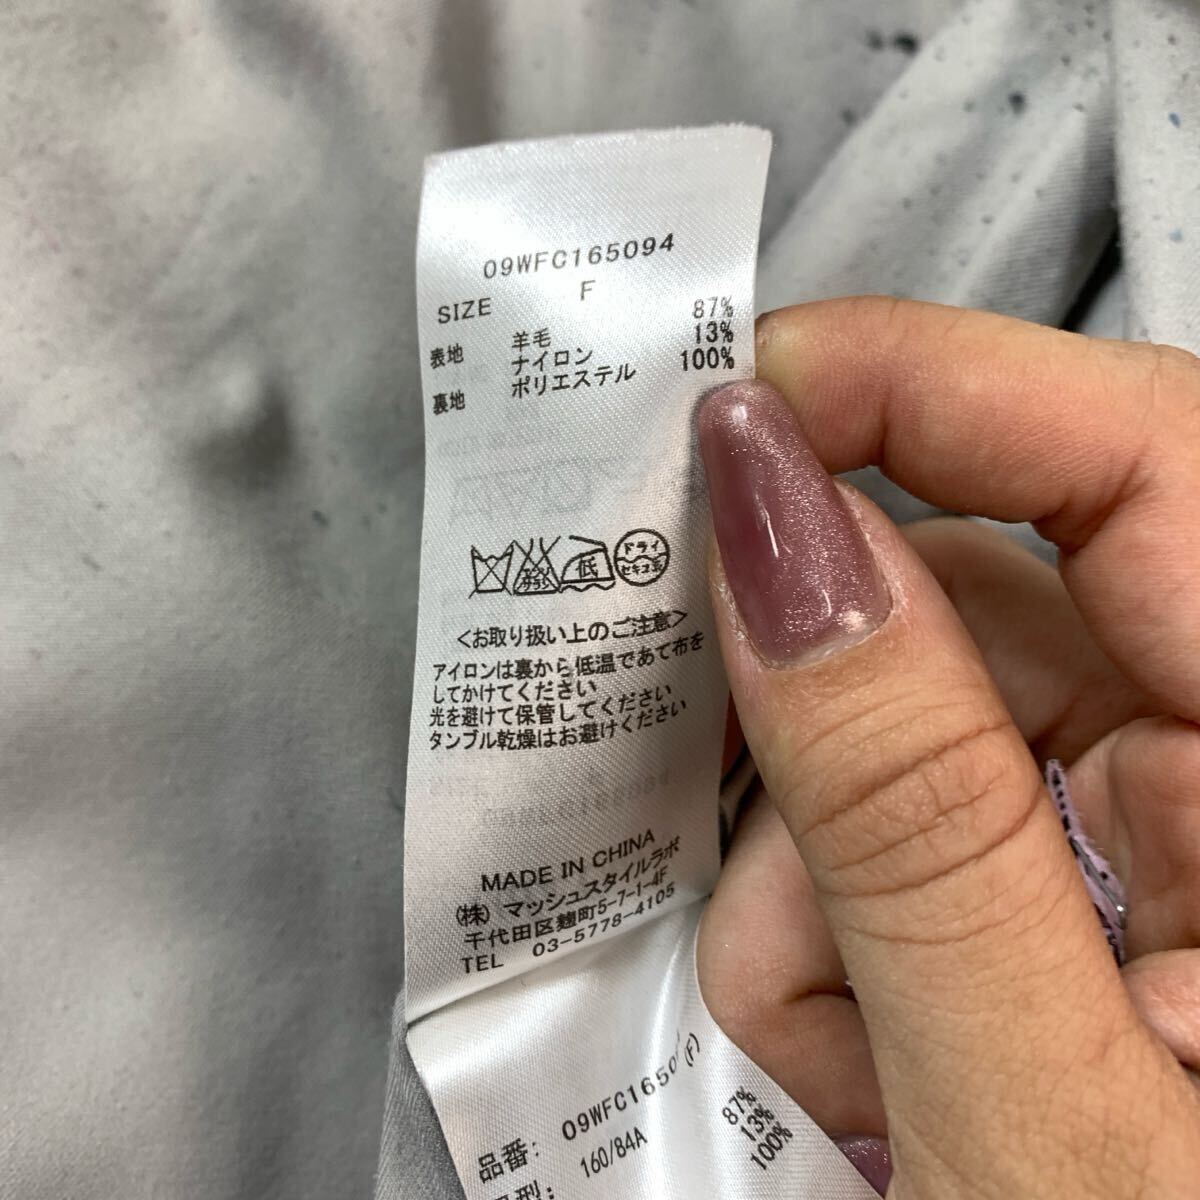 09WFC165094
SIZE F
表地 羊毛 87%
ナイロン 13%
裏地 ポリエステル 100%
低
ドライ
セキユ系
<お取り扱い上のご注意>
アイロンは裏から低温であて布を
してかけてください
光を避けて保管してください
タンブル乾燥はお避けください
MADE IN CHINA
(株) マッシュスタイルラボ
千代田区麹町5-7-1-4F
TEL 03-5778-4105
品番: 09WFC1650 (F)
160/84A
87%
13%
100%